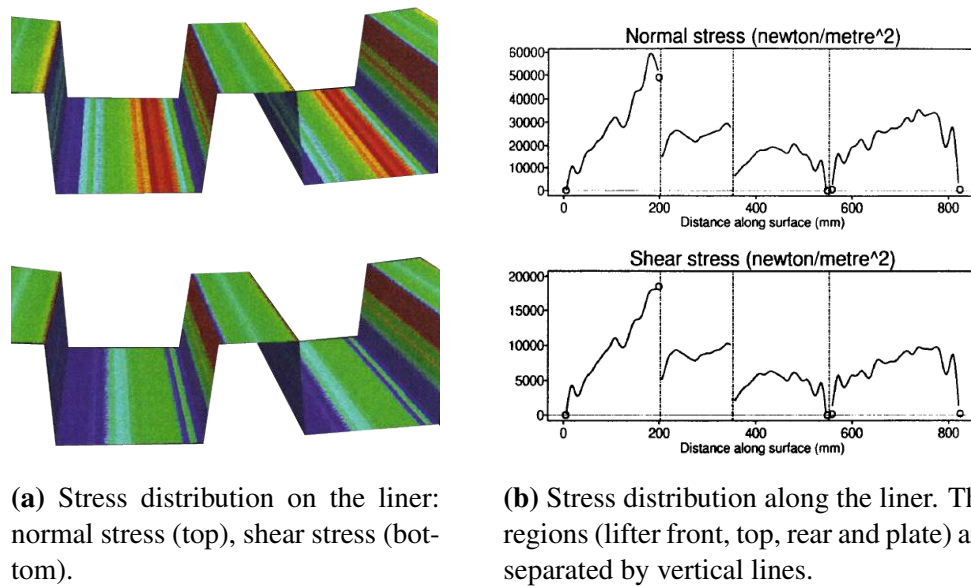 Normal stress (newton/metre^2)
60000
50000
40000
30000
20000
10000
0
0 200 400 600 800
Distance along surface (mm)
Shear stress (newton/metre^2)
20000
15000
10000
5000
0
0 200 400 600 800
Distance along surface (mm)
(a) Stress distribution on the liner:
normal stress (top), shear stress (bot-
tom).
(b) Stress distribution along the liner. Th
regions (lifter front, top, rear and plate) a
separated by vertical lines.